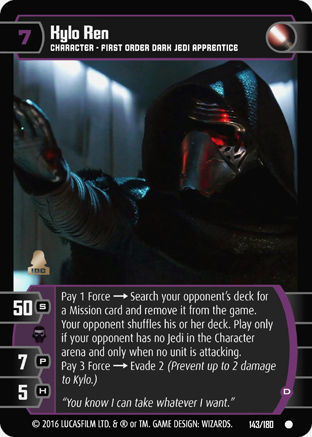 7
Kylo Ren
CHARACTER - FIRST ORDER DARK JEDI APPRENTICE
50 S
7 P
5 H
Pay 1 Force → Search your opponent's deck for
a Mission card and remove it from the game.
Your opponent shuffles his or her deck. Play only
if your opponent has no Jedi in the Character
arena and only when no unit is attacking.
Pay 3 Force → Evade 2 (Prevent up to 2 damage
to Kylo.)
"You know I can take whatever I want."
D
© 2016 LUCASFILM LTD. & ® or TM. GAME DESIGN: WIZARDS. 143/180